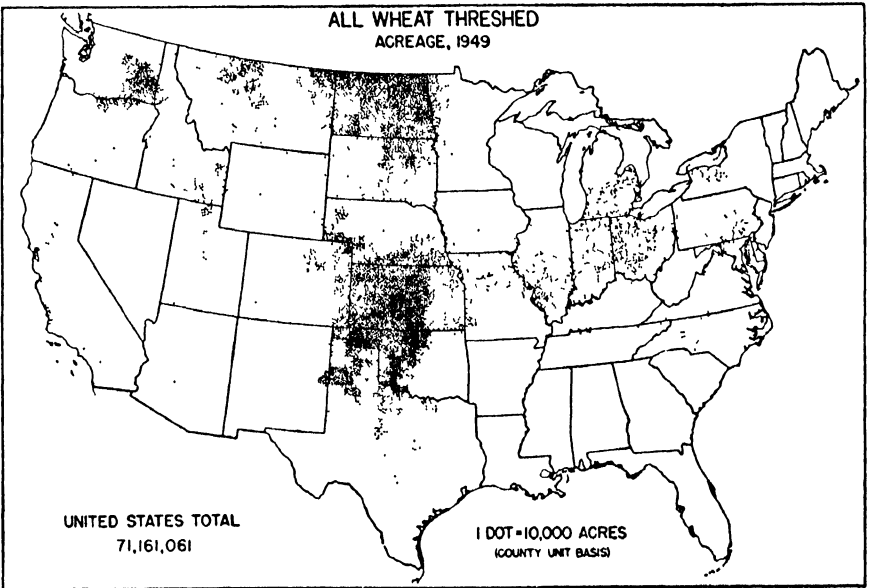 ALL WHEAT THRESHED
ACREAGE, 1949
UNITED STATES TOTAL
71,161,061
1 DOT=10,000 ACRES
(COUNTY UNIT BASIS)